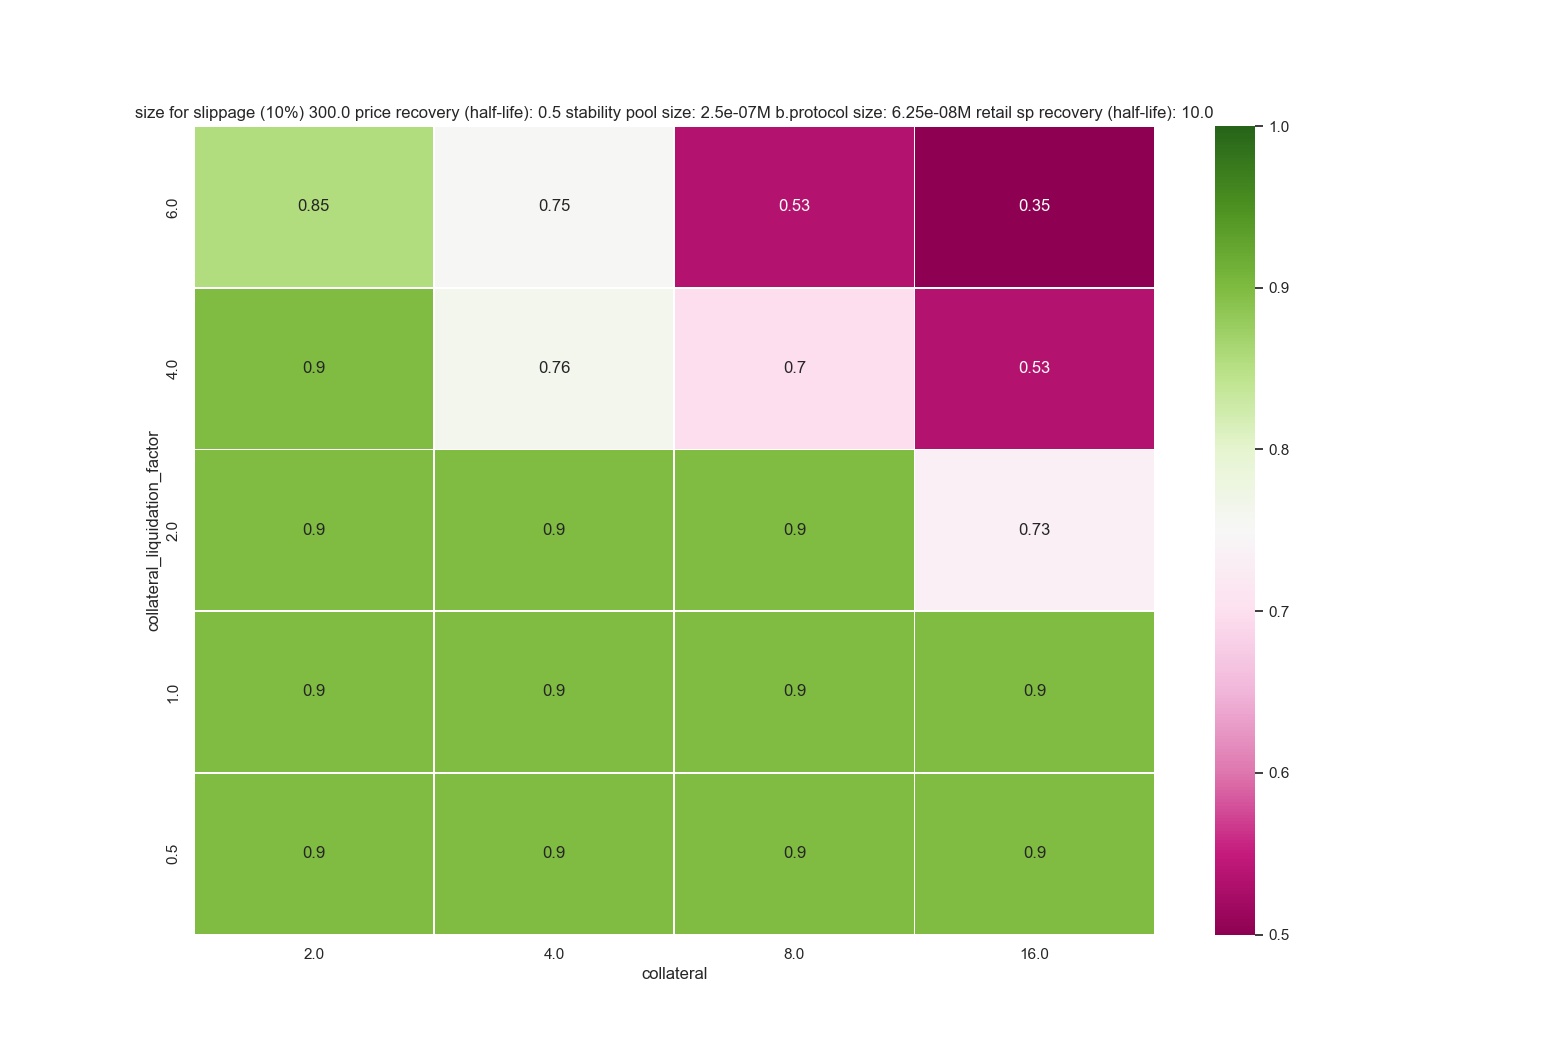 size for slippage (10%) 300.0 price recovery (half-life): 0.5 stability pool size: 2.5e-07M b.protocol size: 6.25e-08M retail sp recovery (half-life): 10.0
collateral_liquidation_factor
6.0 0.85 0.75 0.53 0.35
4.0 0.9 0.76 0.7 0.53
2.0 0.9 0.9 0.9 0.73
1.0 0.9 0.9 0.9 0.9
0.5 0.9 0.9 0.9 0.9
2.0 4.0 8.0 16.0
collateral
1.0
0.9
0.8
0.7
0.6
0.5